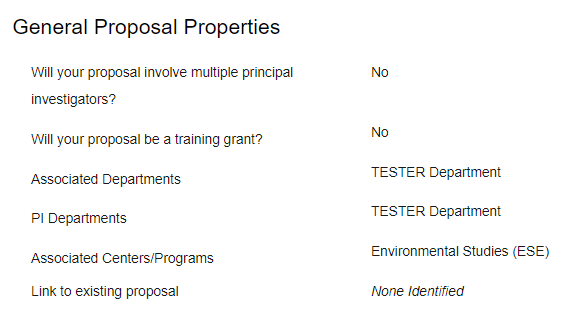 General Proposal Properties
Will your proposal involve multiple principal No
investigators?
Will your proposal be a training grant? No
Associated Departments TESTER Department
PI Departments TESTER Department
Associated Centers/Programs Environmental Studies (ESE)
Link to existing proposal None Identified